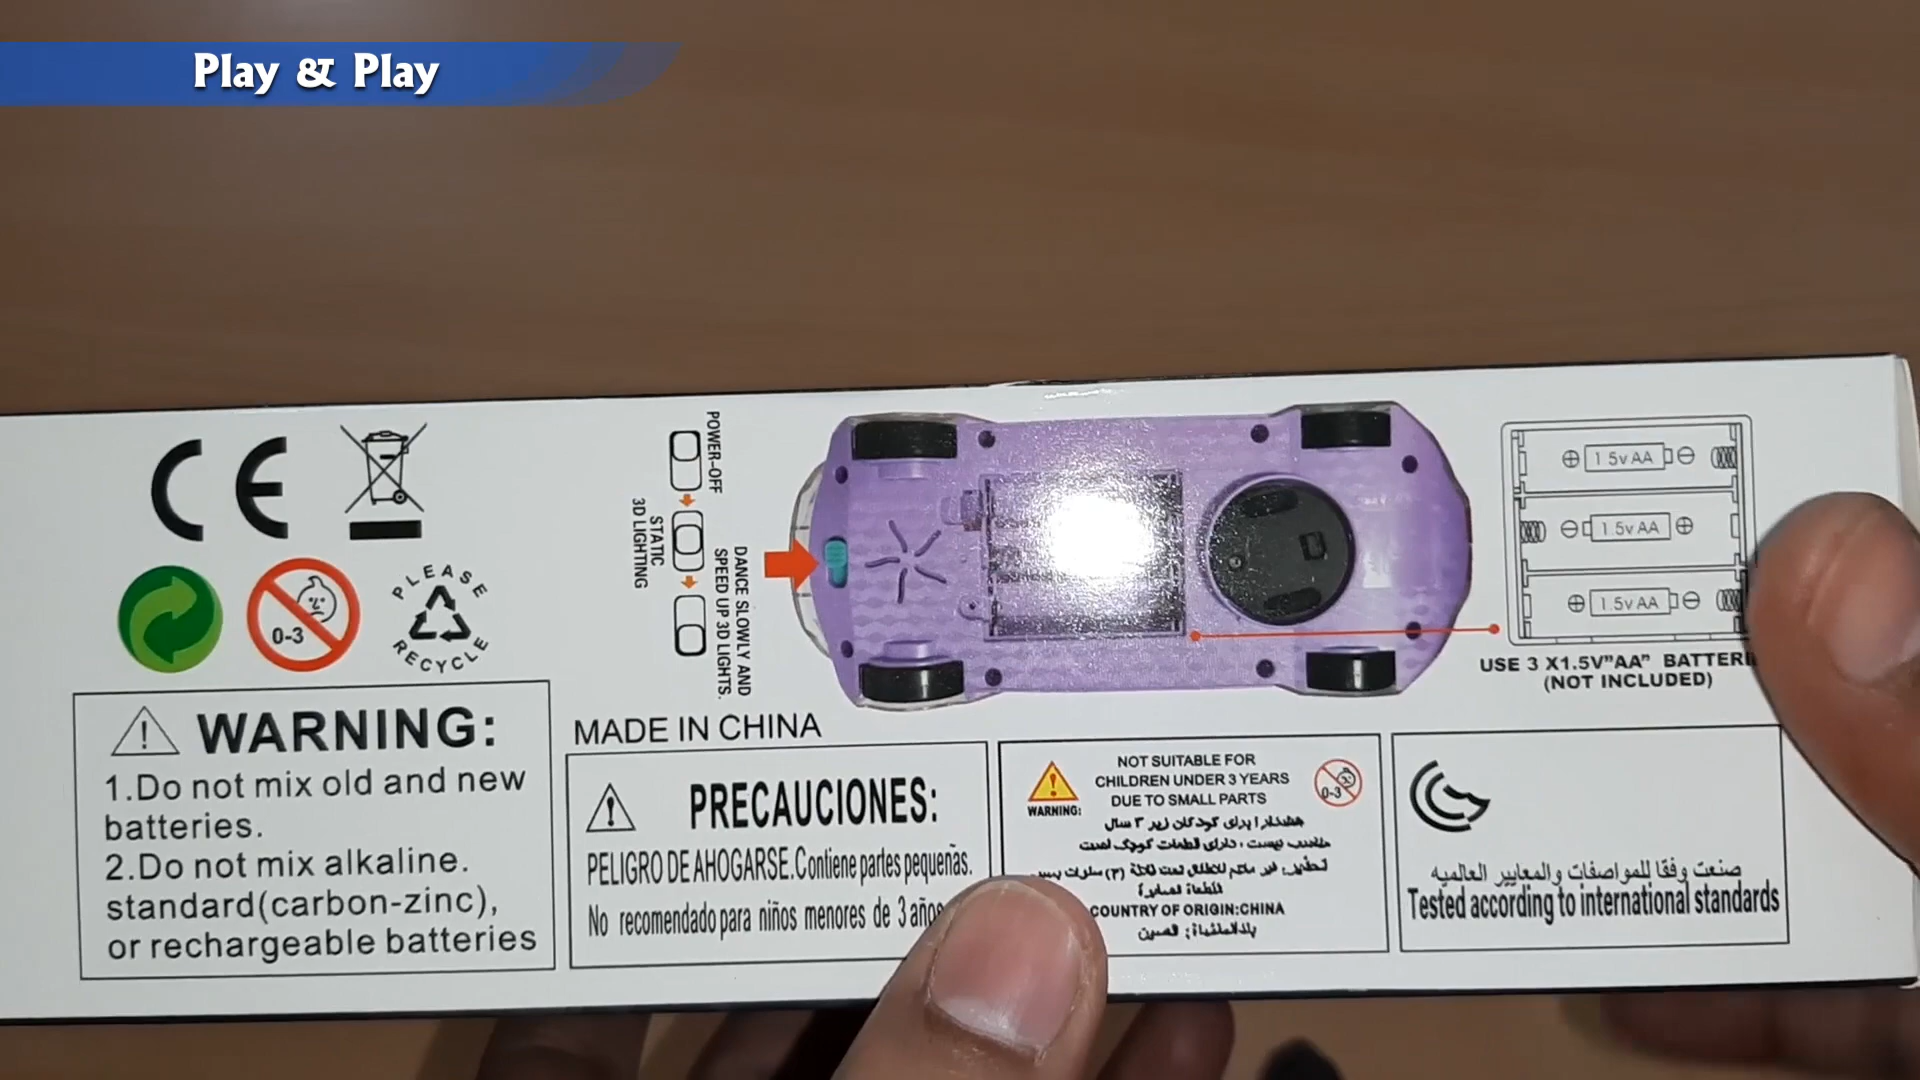 Play & Play
POWER-OFF
STATIC
3D LIGHTING
DANCE SLOWLY AND
SPEED UP 3D LIGHTS.
1 5v AA
1.5v AA
1.5v AA
USE 3 X1.5V”AA” BATTERI
(NOT INCLUDED)
CE
0-3
PLEASE
RECYCLE
WARNING:
1.Do not mix old and new
batteries.
2.Do not mix alkaline.
standard(carbon-zinc),
or rechargeable batteries
MADE IN CHINA
PRECAUCIONES:
PELIGRO DE AHOGARSE.Contiene partes pequeñas.
No recomendado para niños menores de 3 años
WARNING:
NOT SUITABLE FOR
CHILDREN UNDER 3 YEARS
DUE TO SMALL PARTS
0-3
COUNTRY OF ORIGIN:CHINA
صنعت وفقا للمواصفات والمعايير العالميه
Tested according to international standards